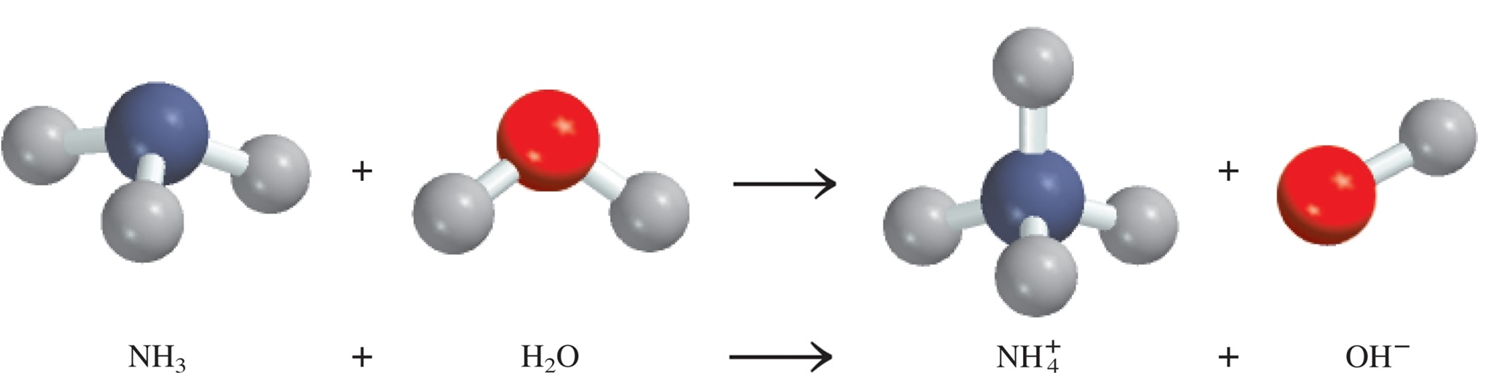 + ⟶ +
NH₃ + H₂O ⟶ NH₄⁺ + OH⁻